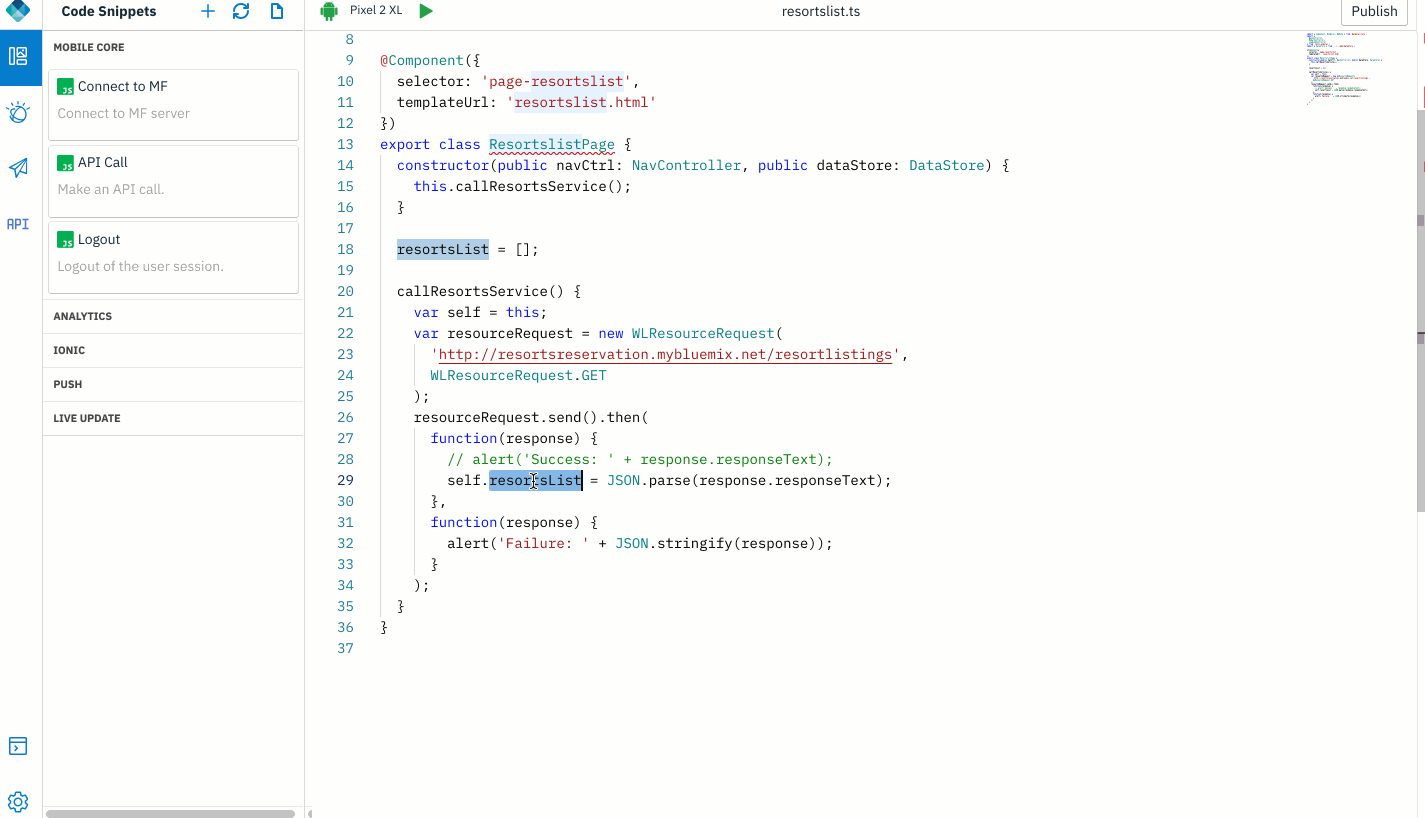 Code Snippets
Pixel 2 XL
resortslist.ts
Publish
MOBILE CORE
JS Connect to MF
Connect to MF server
JS API Call
Make an API call.
JS Logout
Logout of the user session.
ANALYTICS
IONIC
PUSH
LIVE UPDATE
API
8
9 @Component({
10 selector: 'page-resortslist',
11 templateUrl: 'resortslist.html'
12 })
13 export class ResortslistPage {
14 constructor(public navCtrl: NavController, public dataStore: DataStore) {
15 this.callResortsService();
16 }
17
18 resortsList = [];
19
20 callResortsService() {
21 var self = this;
22 var resourceRequest = new WLResourceRequest(
23 'http://resortsreservation.mybluemix.net/resortlistings',
24 WLResourceRequest.GET
25 );
26 resourceRequest.send().then(
27 function(response) {
28 // alert('Success: ' + response.responseText);
29 self.resortsList = JSON.parse(response.responseText);
30 },
31 function(response) {
32 alert('Failure: ' + JSON.stringify(response));
33 }
34 );
35 }
36 }
37